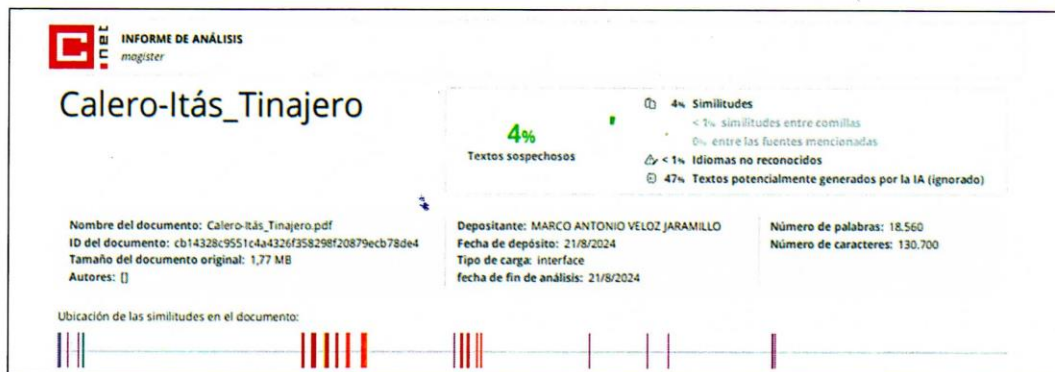 .net
INFORME DE ANÁLISIS
magister
Calero-Itás_Tinajero
4%
Textos sospechosos
4% Similitudes
< 1% similitudes entre comillas
0% entre las fuentes mencionadas
< 1% Idiomas no reconocidos
47% Textos potencialmente generados por la IA (ignorado)
Nombre del documento: Calero-Itás_Tinajero.pdf
ID del documento: cb14328c9551c4a4326f358298f20879ecb78de4
Tamaño del documento original: 1,77 MB
Autores: []
Depositante: MARCO ANTONIO VELOZ JARAMILLO
Fecha de depósito: 21/8/2024
Tipo de carga: interface
fecha de fin de análisis: 21/8/2024
Número de palabras: 18.560
Número de caracteres: 130.700
Ubicación de las similitudes en el documento: